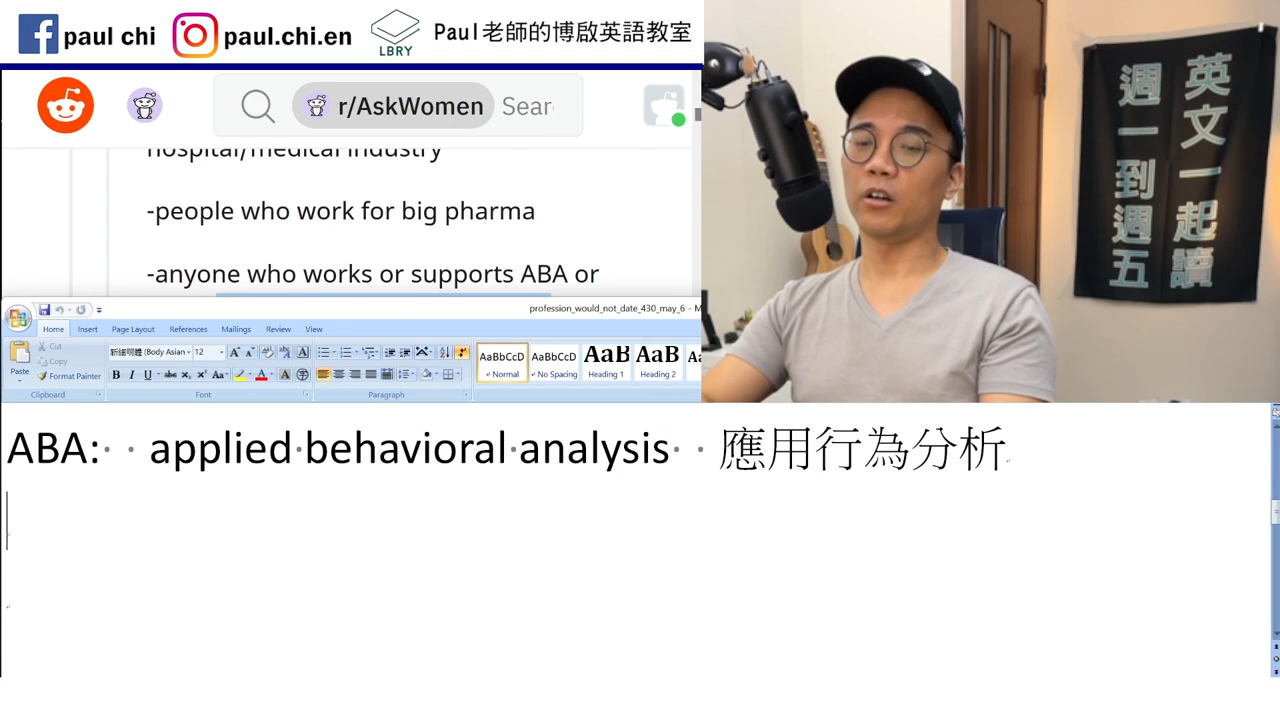 paul chi
paul.chi.en
LBRY
Paul老師的博啟英語教室
r/AskWomen
Sear
hospital/medical industry
-people who work for big pharma
-anyone who works or supports ABA or
profession_would_not_date_430_may_6 - M
Home Insert Page Layout References Mailings Review View
Paste
Cut
Copy
Format Painter
Clipboard
新細明體 (Body Asian 12
Font
Paragraph
AaBbCcD AaBbCcD AaB AaB Aa
Normal No Spacing Heading 1 Heading 2
英文一起讀
週一到週五
ABA: applied behavioral analysis 應用行為分析